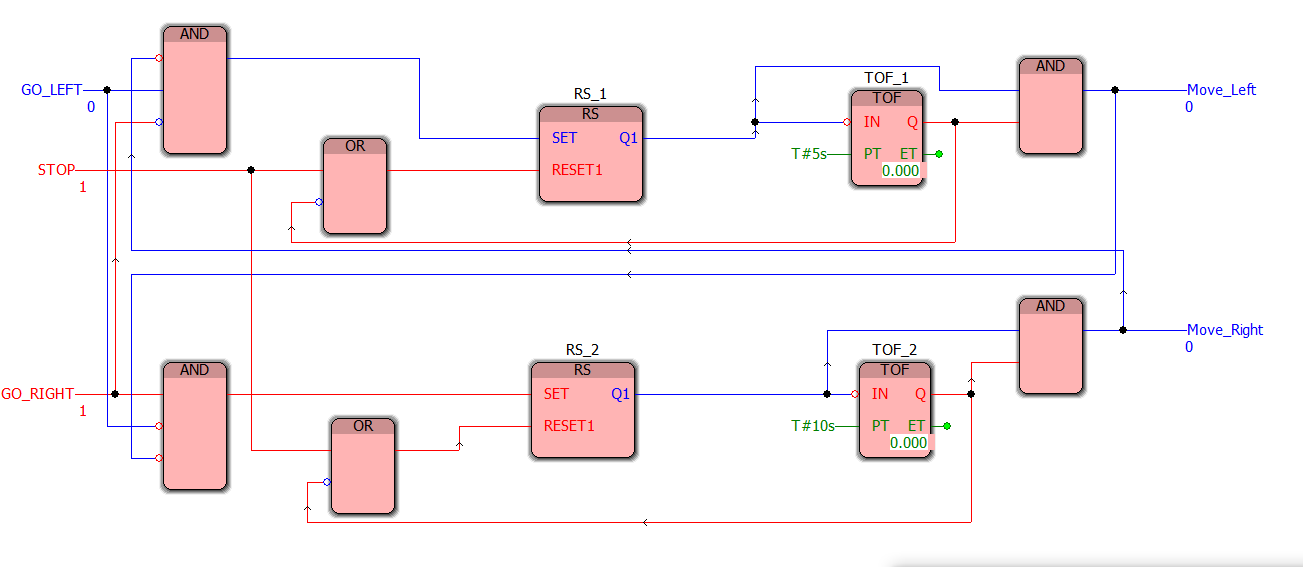 AND
GO_LEFT
0
STOP
1
OR
RS_1
RS
SET Q1
RESET1
TOF_1
TOF
IN Q
T#5s PT ET
0.000
AND
Move_Left
0
AND
GO_RIGHT
1
OR
RS_2
RS
SET Q1
RESET1
TOF_2
TOF
IN Q
T#10s PT ET
0.000
AND
Move_Right
0